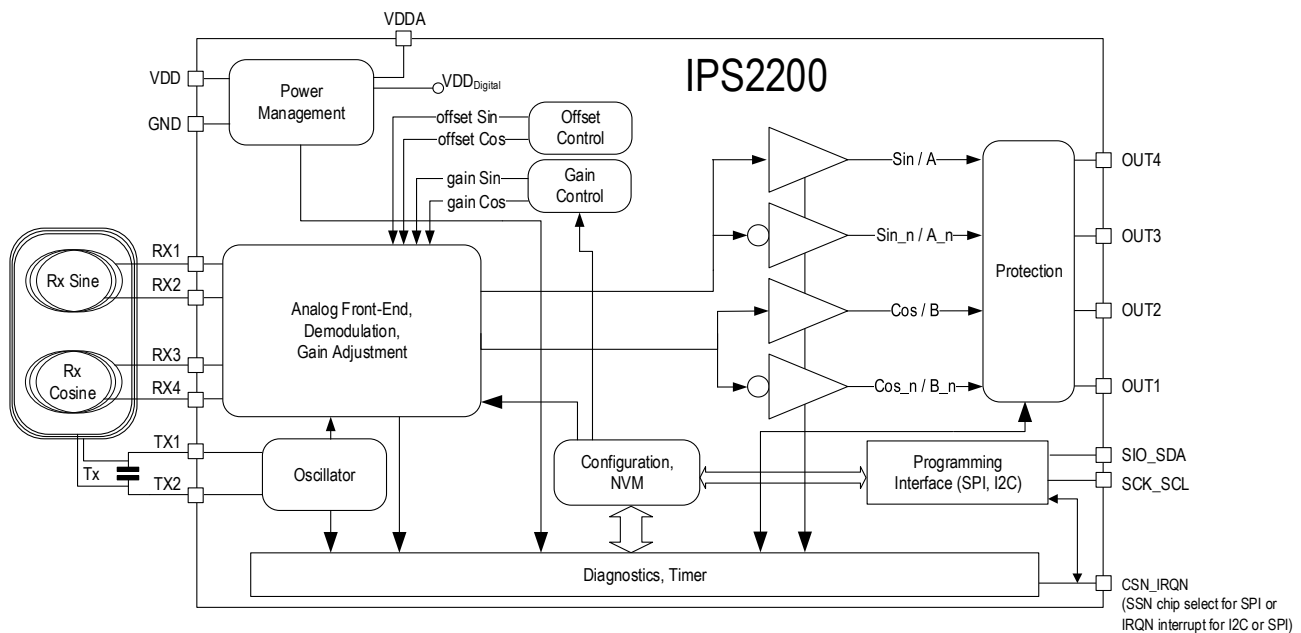 VDDA
IPS2200
VDD
GND
Power
Management
VDDDigital
offset Sin
offset Cos
Offset
Control
gain Sin
gain Cos
Gain
Control
Sin / A
Sin_n / A_n
Cos / B
Cos_n / B_n
Protection
OUT4
OUT3
OUT2
OUT1
Rx Sine
Rx
Cosine
RX1
RX2
RX3
RX4
Analog Front-End,
Demodulation,
Gain Adjustment
Tx
TX1
TX2
Oscillator
Configuration,
NVM
Programming
Interface (SPI, I2C)
SIO_SDA
SCK_SCL
Diagnostics, Timer
CSN_IRQN
(SSN chip select for SPI or
IRQN interrupt for I2C or SPI)